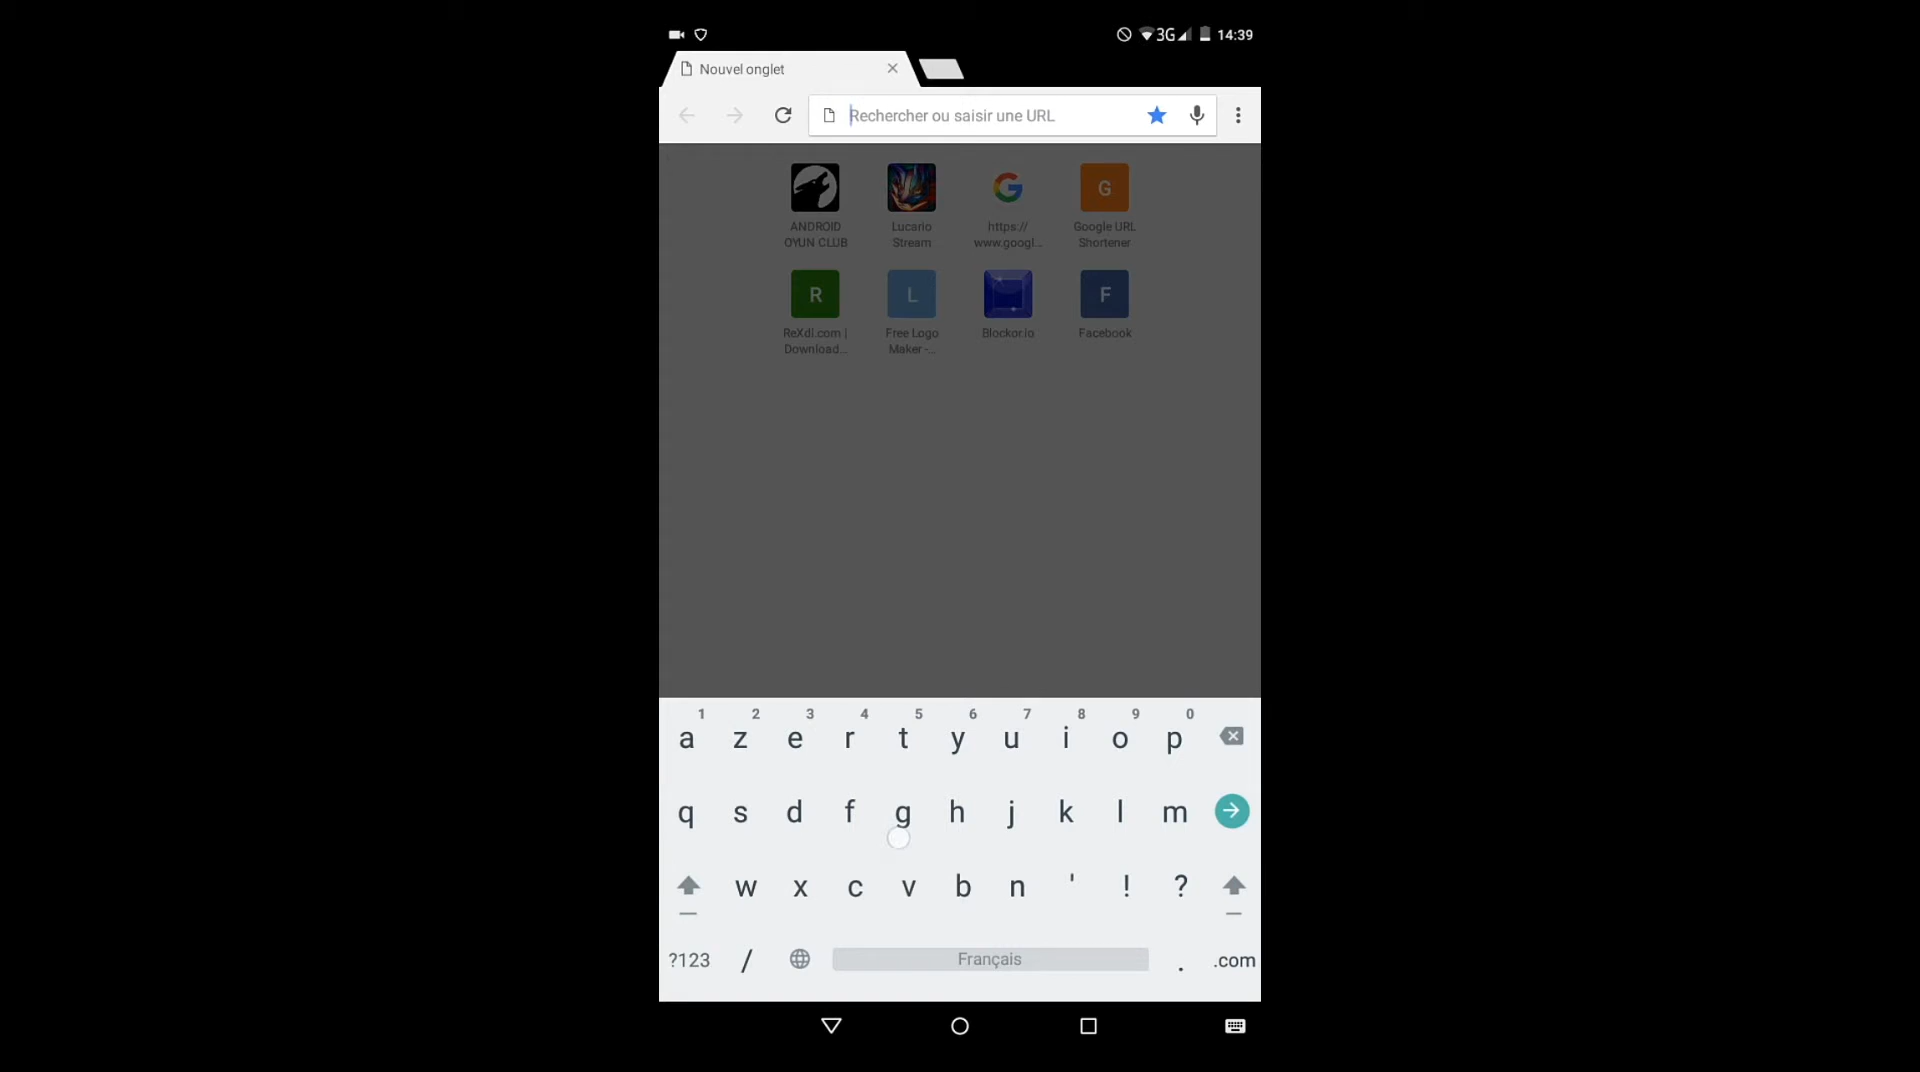 3G 14:39
Nouvel onglet
Rechercher ou saisir une URL
G
ANDROID OYUN CLUB
Lucario Stream
https://www.googl...
Google URL Shortener
R L F
ReXdl.com | Download...
Free Logo Maker -...
Blockor.io
Facebook
1 2 3 4 5 6 7 8 9 0
a z e r t y u i o p
q s d f g h j k l m
w x c v b n ' ! ?
?123 / Français . .com